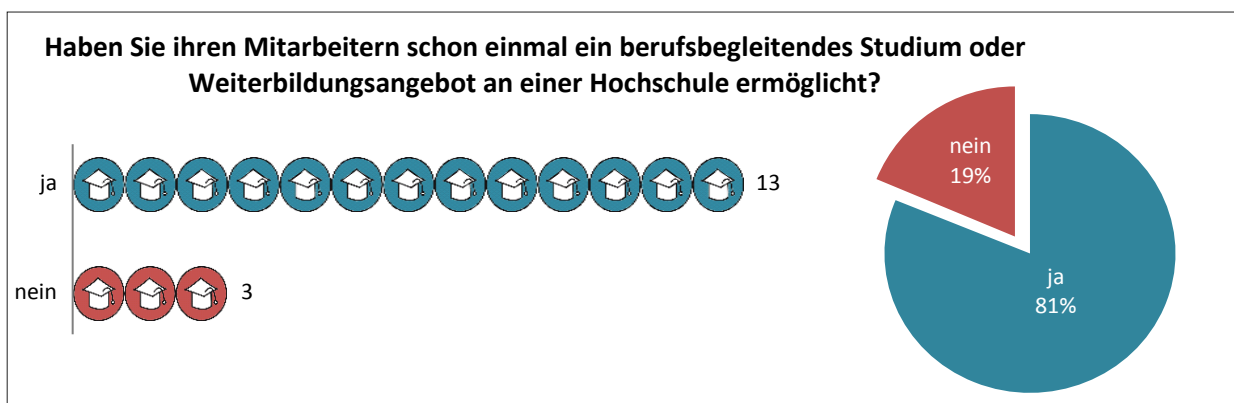 Haben Sie ihren Mitarbeitern schon einmal ein berufsbegleitendes Studium oder
Weiterbildungsangebot an einer Hochschule ermöglicht?
ja
13
nein
3
nein
19%
ja
81%